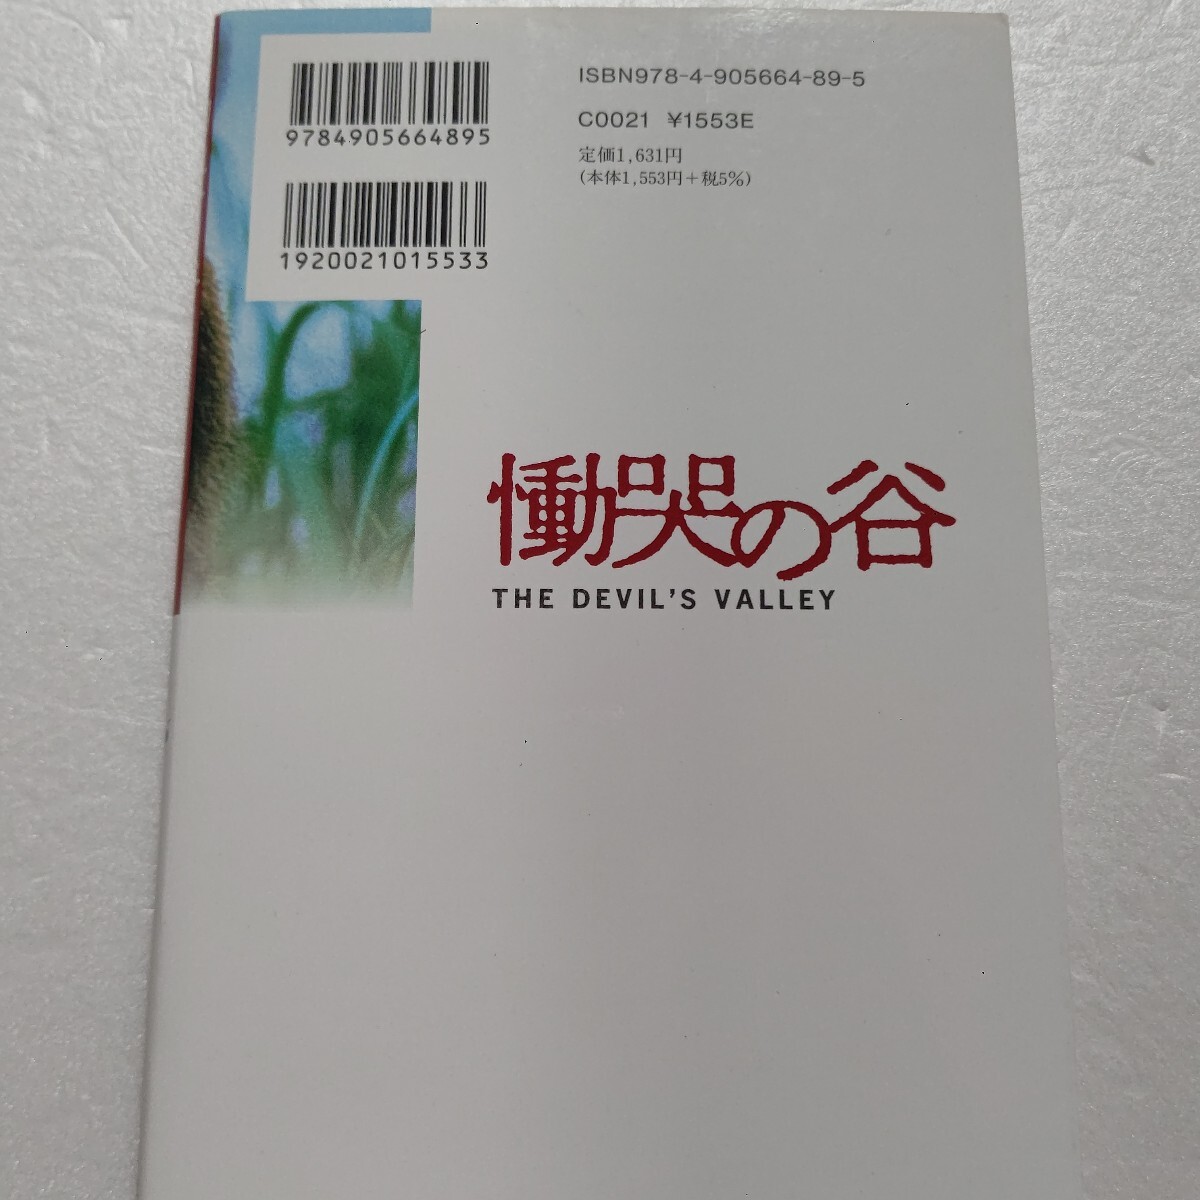 9784905664895
1920021015533
ISBN978-4-905664-89-5
C0021 ¥1553E
定価1,631円
(本体1,553円+税5%)
慟哭の谷
THE DEVIL'S VALLEY